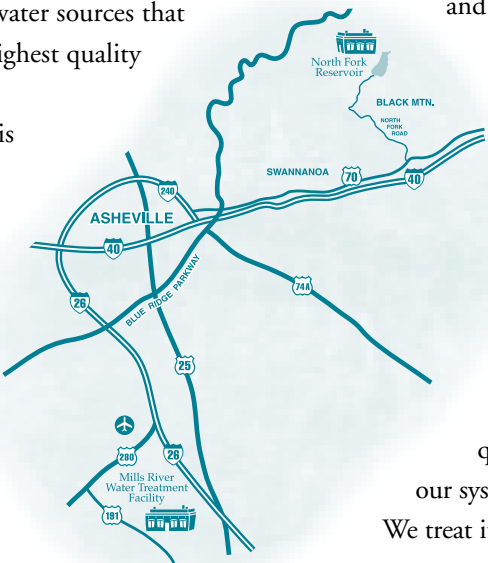 water sources that
ighest quality
is
and
North Fork
Reservoir
BLACK MTN.
NORTH
FORK
ROAD
SWANNANOA
70
40
240
ASHEVILLE
40
26
BLUE RIDGE PARKWAY
74A
25
280
26
Mills River
Water Treatment
Facility
191
q
our sys
We treat i